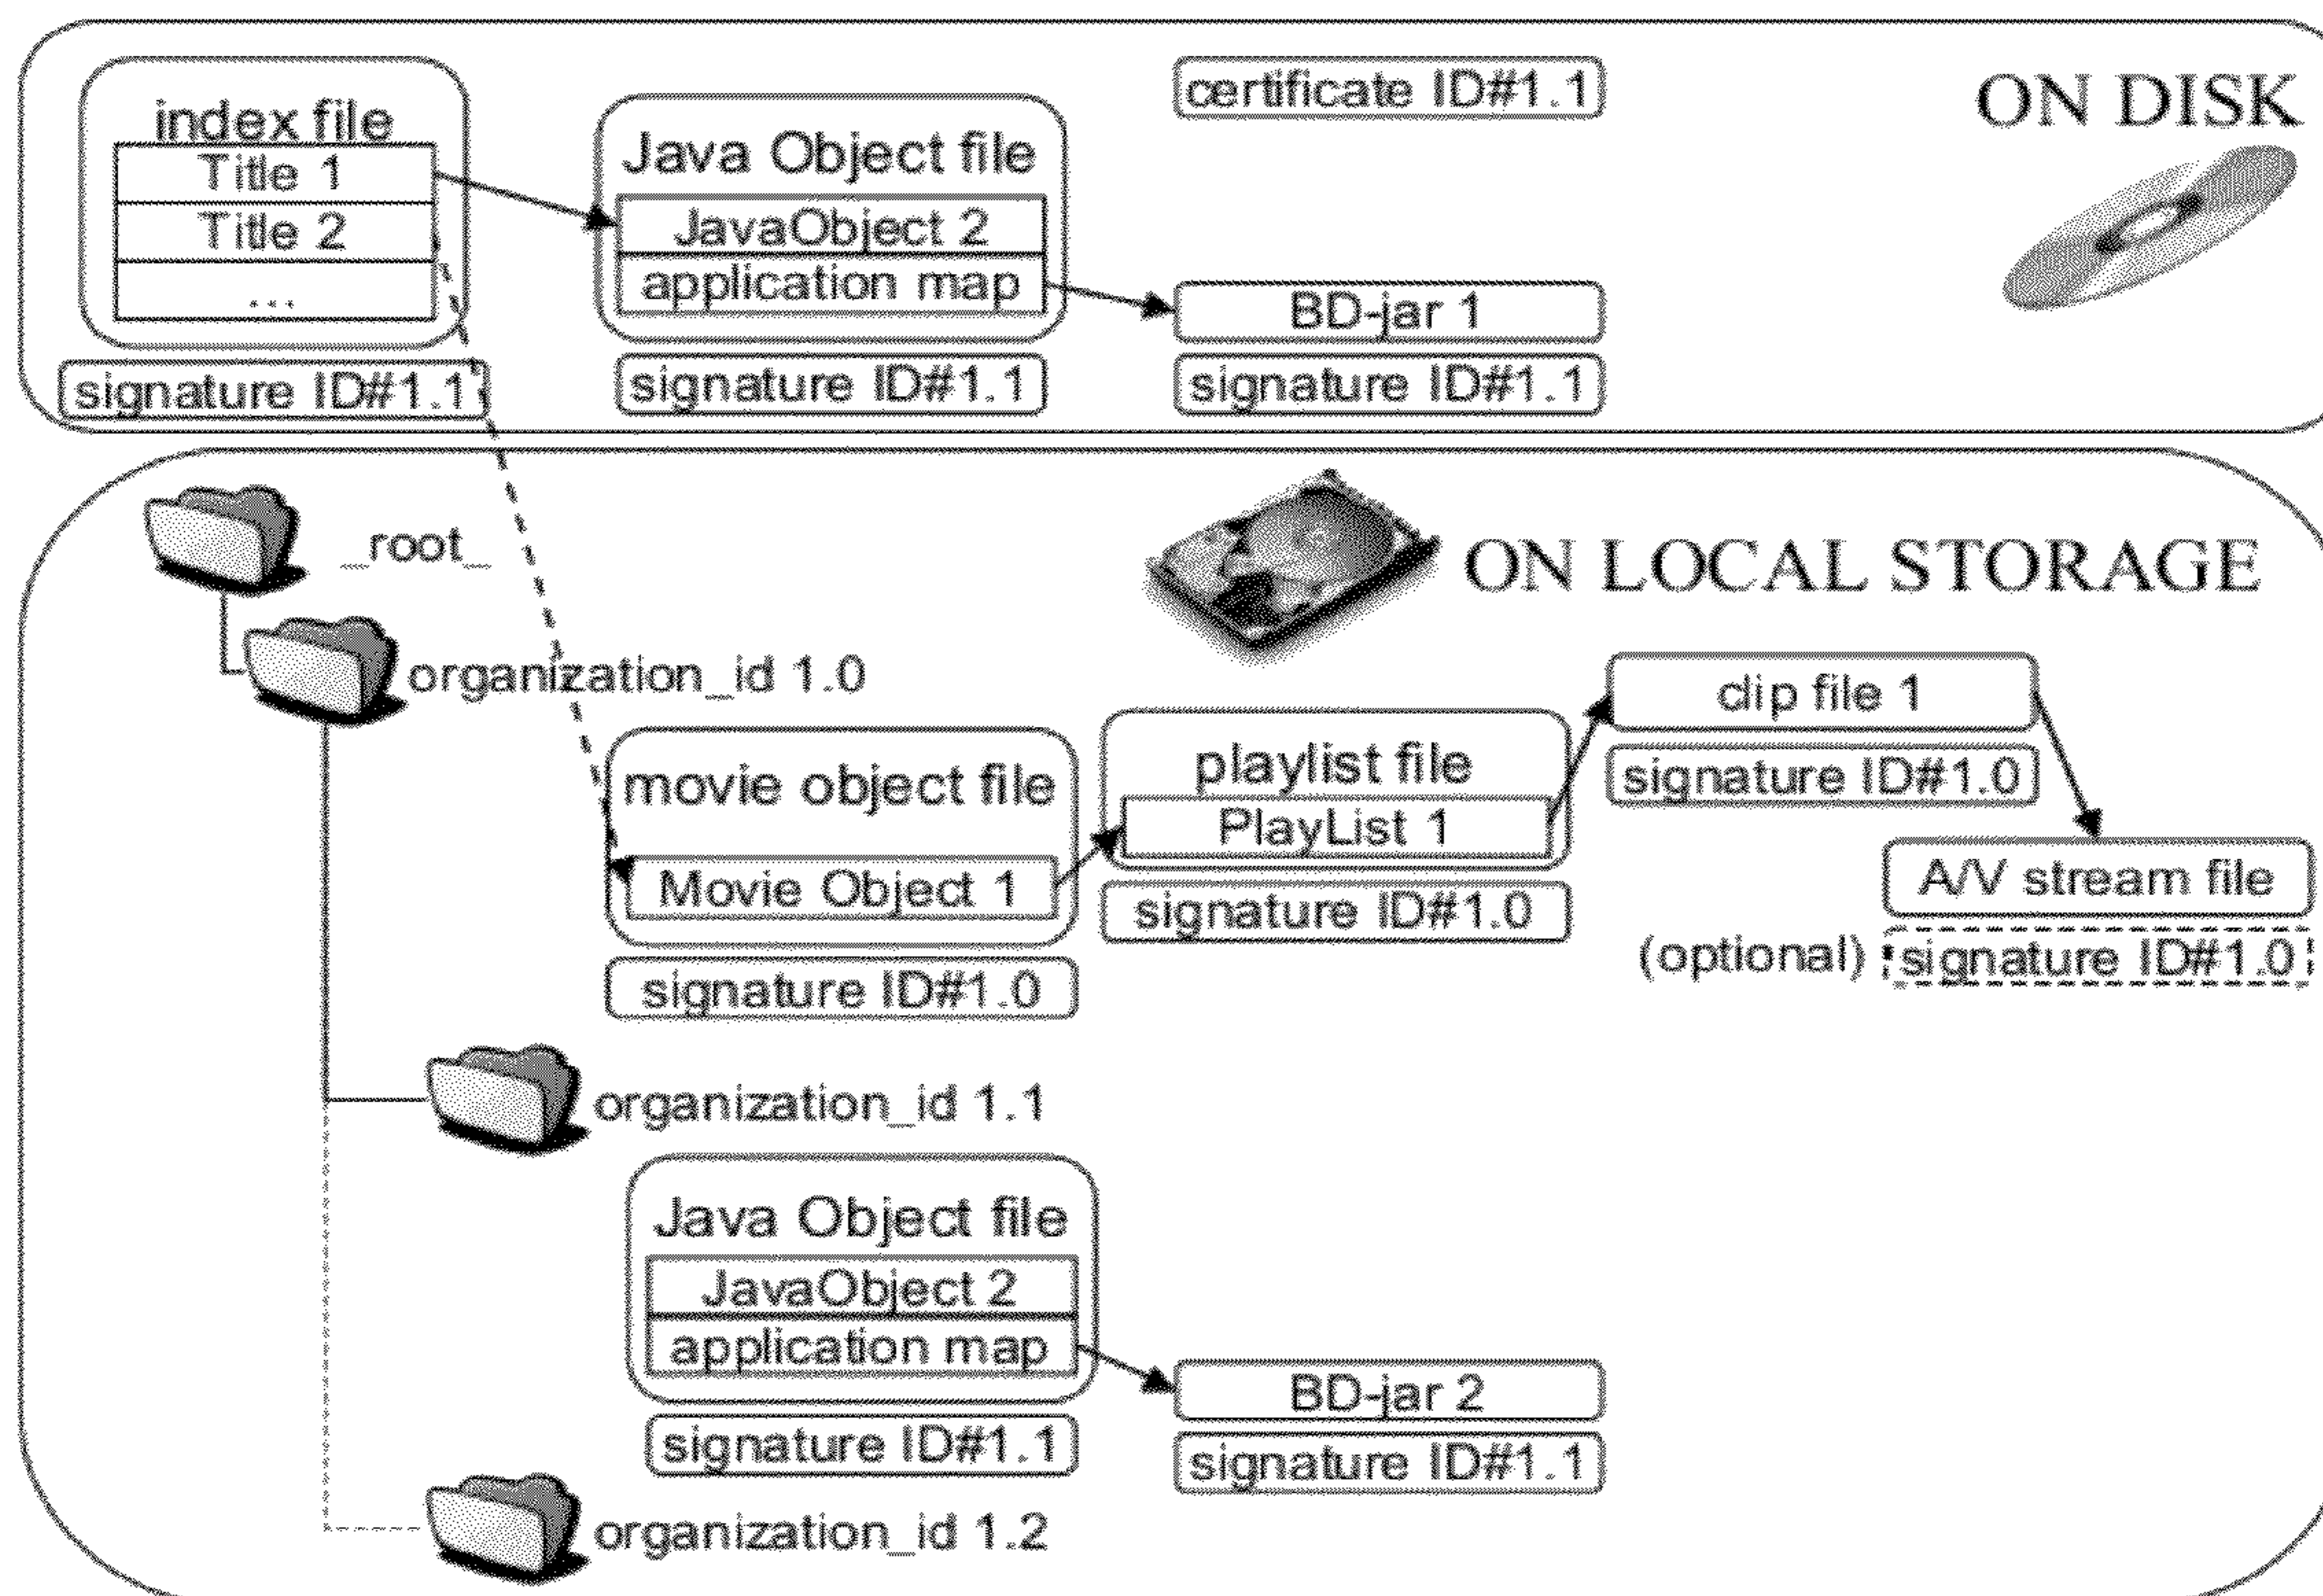 ON DISK
certificate ID#1.1
index file
Title 1
Title 2
...
signature ID#1.1
Java Object file
JavaObject 2
application map
signature ID#1.1
BD-jar 1
signature ID#1.1
ON LOCAL STORAGE
_root_
organization_id 1.0
movie object file
Movie Object 1
signature ID#1.0
playlist file
PlayList 1
signature ID#1.0
clip file 1
signature ID#1.0
A/V stream file
(optional) signature ID#1.0
organization_id 1.1
Java Object file
JavaObject 2
application map
signature ID#1.1
BD-jar 2
signature ID#1.1
organization_id 1.2